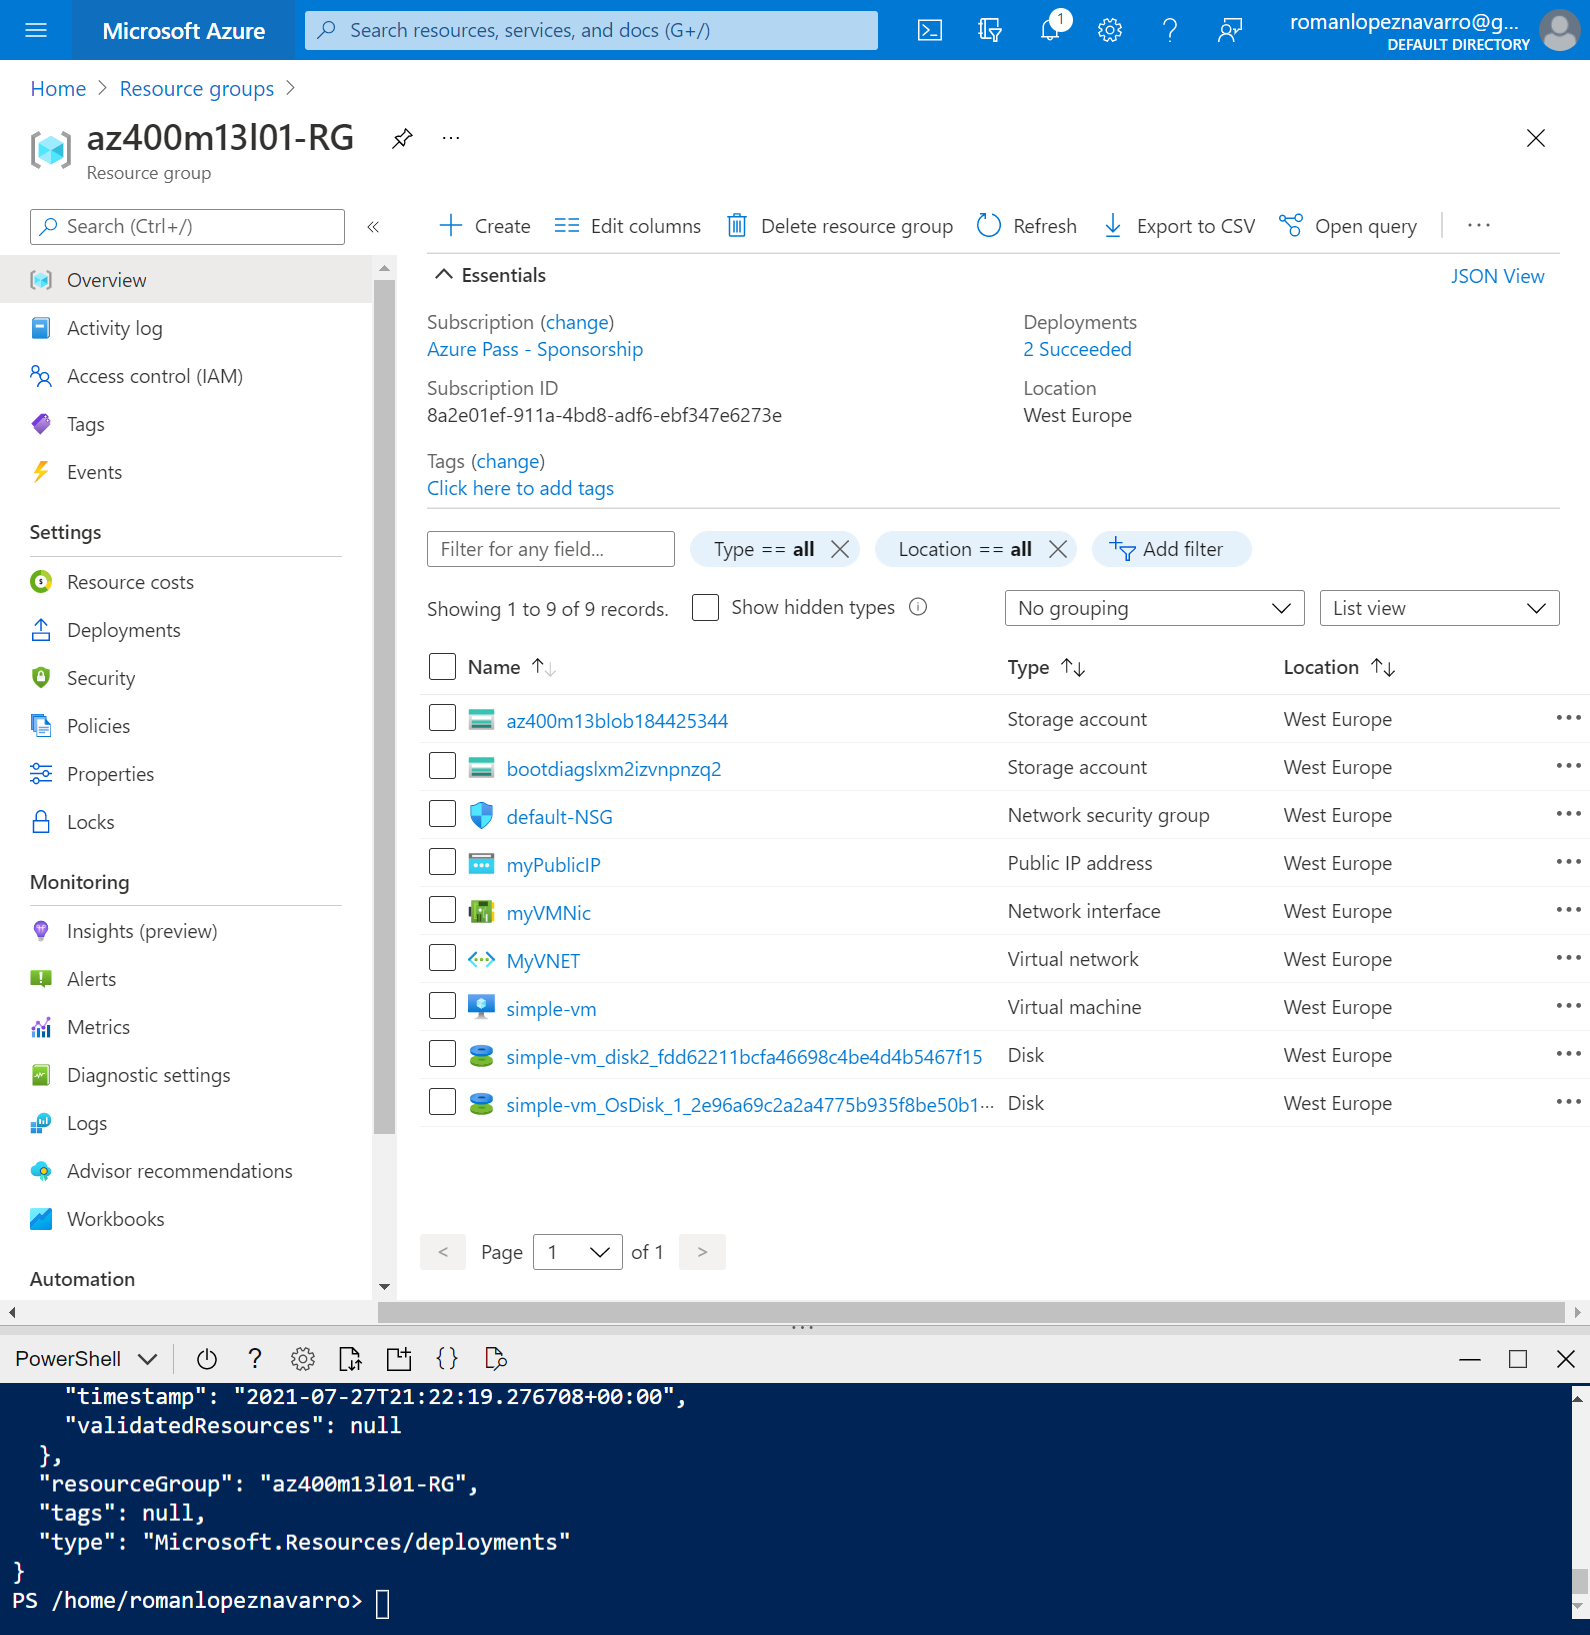 Microsoft Azure
Search resources, services, and docs (G+/)
1
romanlopeznavarro@g...
DEFAULT DIRECTORY
Home > Resource groups >
az400m13l01-RG
...
Resource group
Search (Ctrl+/)
«
Create
Edit columns
Delete resource group
Refresh
Export to CSV
Open query
...
Overview
Activity log
Access control (IAM)
Tags
Events
Settings
Resource costs
Deployments
Security
Policies
Properties
Locks
Monitoring
Insights (preview)
Alerts
Metrics
Diagnostic settings
Logs
Advisor recommendations
Workbooks
Automation
Essentials
JSON View
Subscription (change)
Azure Pass - Sponsorship
Subscription ID
8a2e01ef-911a-4bd8-adf6-ebf347e6273e
Deployments
2 Succeeded
Location
West Europe
Tags (change)
Click here to add tags
Filter for any field...
Type == all
Location == all
Add filter
Showing 1 to 9 of 9 records.
Show hidden types
No grouping
List view
Name Type Location
az400m13blob184425344 Storage account West Europe ...
bootdiagslxm2izvnpnzq2 Storage account West Europe ...
default-NSG Network security group West Europe ...
myPublicIP Public IP address West Europe ...
myVMNic Network interface West Europe ...
MyVNET Virtual network West Europe ...
simple-vm Virtual machine West Europe ...
simple-vm_disk2_fdd62211bcfa46698c4be4d4b5467f15 Disk West Europe ...
simple-vm_OsDisk_1_2e96a69c2a2a4775b935f8be50b1... Disk West Europe ...
< Page 1 of 1 >
PowerShell
"timestamp": "2021-07-27T21:22:19.276708+00:00",
"validatedResources": null
},
"resourceGroup": "az400m13l01-RG",
"tags": null,
"type": "Microsoft.Resources/deployments"
}
PS /home/romanlopeznavarro>